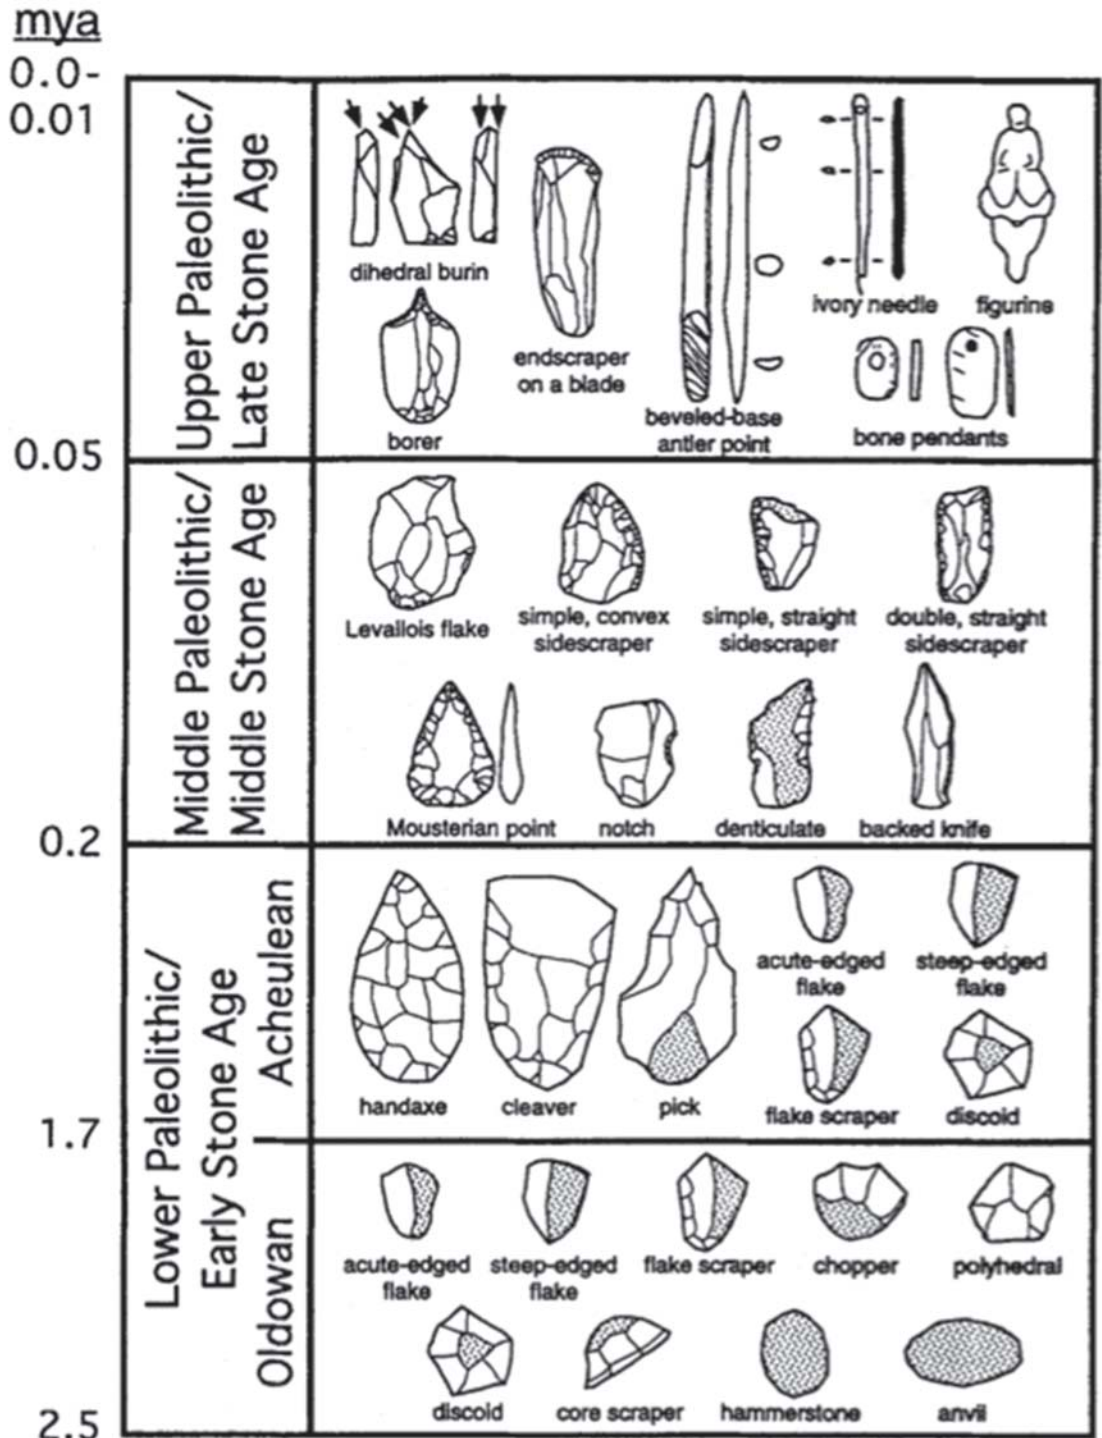 mya
0.0-
0.01
0.05
0.2
1.7
2.5
Upper Paleolithic/
Late Stone Age
dihedral burin
borer
endscraper
on a blade
beveled-base
antler point
ivory needle
figurine
bone pendants
Middle Paleolithic/
Middle Stone Age
Levallois flake
simple, convex
sidescraper
simple, straight
sidescraper
double, straight
sidescraper
Mousterian point
notch
denticulate
backed knife
Lower Paleolithic/
Early Stone Age
Acheulean
handaxe
cleaver
pick
acute-edged
flake
steep-edged
flake
flake scraper
discoid
Oldowan
acute-edged
flake
steep-edged
flake
flake scraper
chopper
polyhedral
discoid
core scraper
hammerstone
anvil